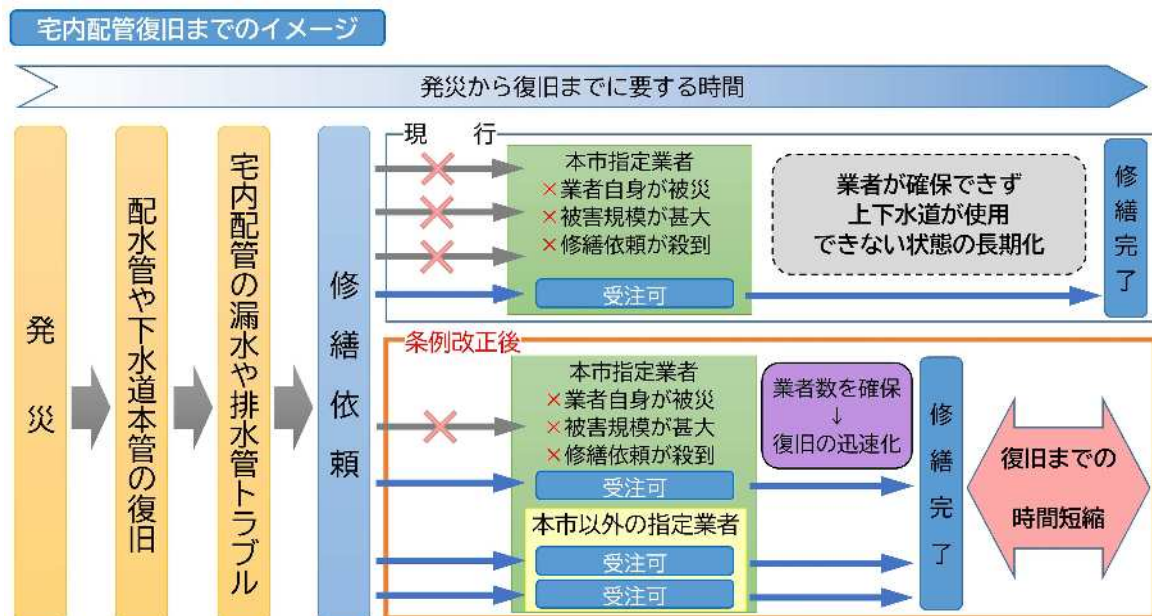 宅内配管復旧までのイメージ
発災から復旧までに要する時間
発災
配水管や下水道本管の復旧
宅内配管の漏水や排水管トラブル
修繕依頼
現　行
本市指定業者
×業者自身が被災
×被害規模が甚大
×修繕依頼が殺到
受注可
業者が確保できず
上下水道が使用
できない状態の長期化
修繕完了
条例改正後
本市指定業者
×業者自身が被災
×被害規模が甚大
×修繕依頼が殺到
受注可
本市以外の指定業者
受注可
受注可
業者数を確保
↓
復旧の迅速化
修繕完了
復旧までの
時間短縮